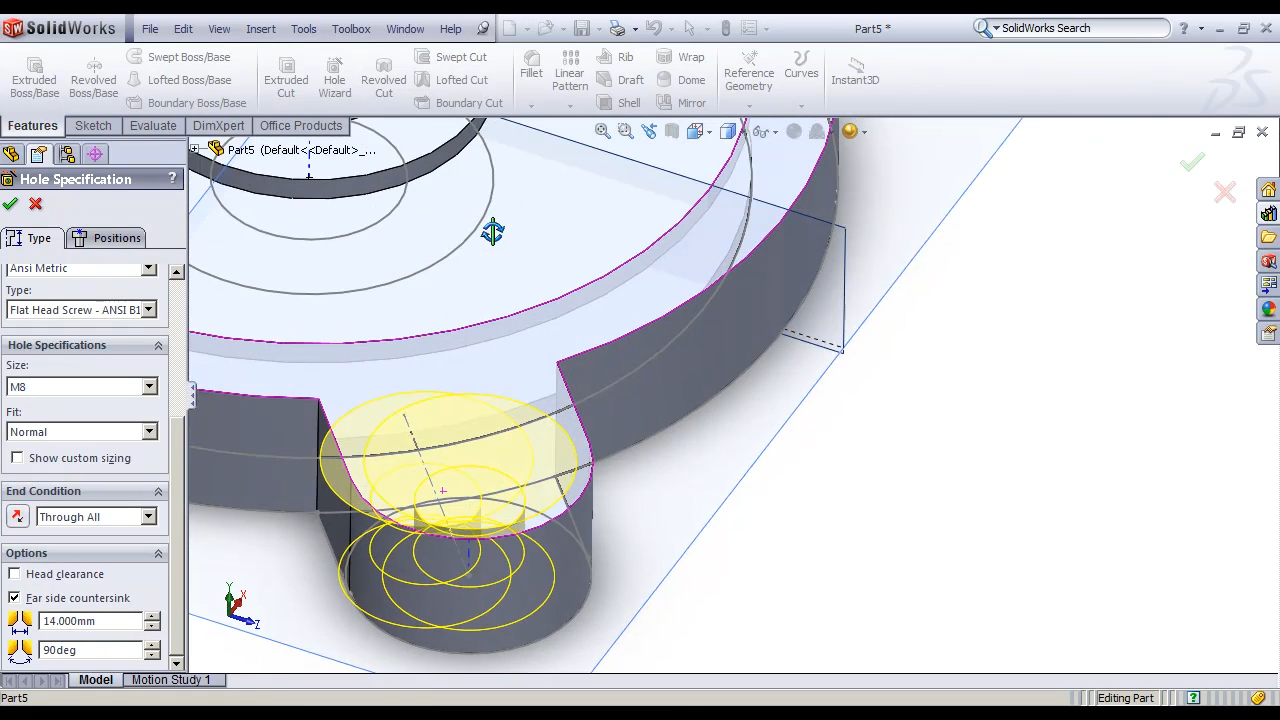 SolidWorks
File Edit View Insert Tools Toolbox Window Help
Part5 *
SolidWorks Search
Extruded Boss/Base
Revolved Boss/Base
Swept Boss/Base
Lofted Boss/Base
Boundary Boss/Base
Extruded Cut
Hole Wizard
Revolved Cut
Swept Cut
Lofted Cut
Boundary Cut
Fillet
Linear Pattern
Rib
Draft
Shell
Wrap
Dome
Mirror
Reference Geometry
Curves
Instant3D
Features Sketch Evaluate DimXpert Office Products
Part5 (Default<<Default>_...
Hole Specification ?
Type Positions
Ansi Metric
Type:
Flat Head Screw - ANSI B1
Hole Specifications
Size:
M8
Fit:
Normal
Show custom sizing
End Condition
Through All
Options
Head clearance
Far side countersink
14.000mm
90deg
Y
X
Z
Model Motion Study 1
Part5
Editing Part